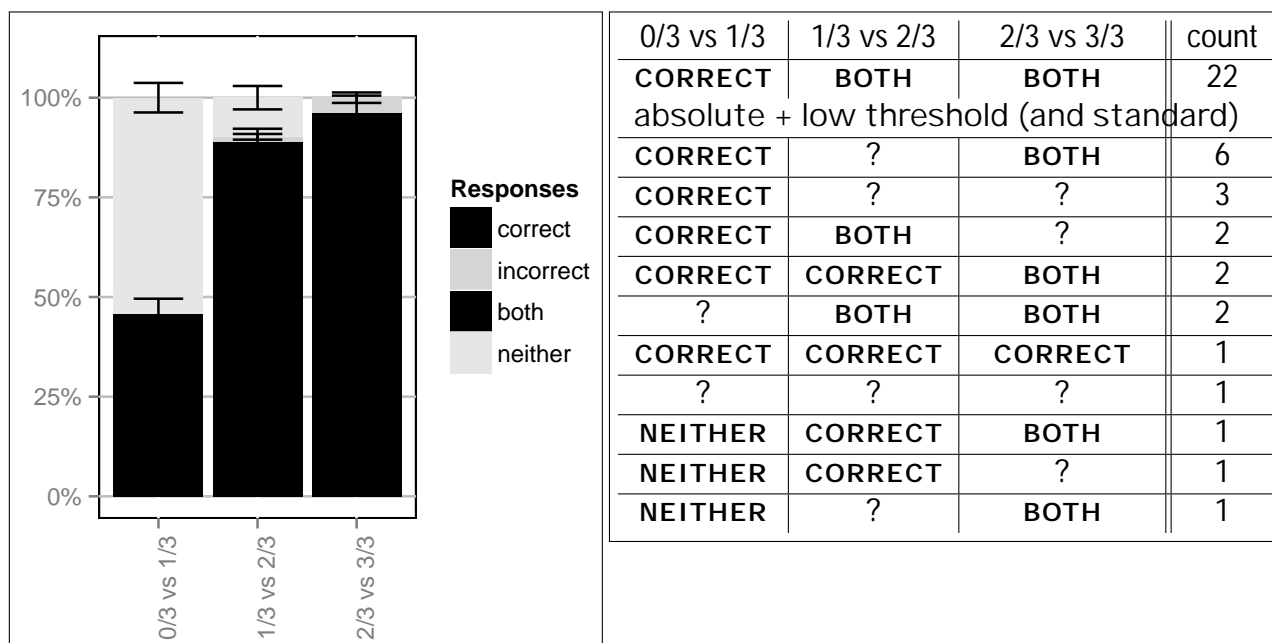 100%
75%
50%
25%
0%
0/3 vs 1/3
1/3 vs 2/3
2/3 vs 3/3
Responses
correct
incorrect
both
neither
0/3 vs 1/3 1/3 vs 2/3 2/3 vs 3/3 count
CORRECT BOTH BOTH 22
absolute + low threshold (and standard)
CORRECT ? BOTH 6
CORRECT ? ? 3
CORRECT BOTH ? 2
CORRECT CORRECT BOTH 2
? BOTH BOTH 2
CORRECT CORRECT CORRECT 1
? ? ? 1
NEITHER CORRECT BOTH 1
NEITHER CORRECT ? 1
NEITHER ? BOTH 1